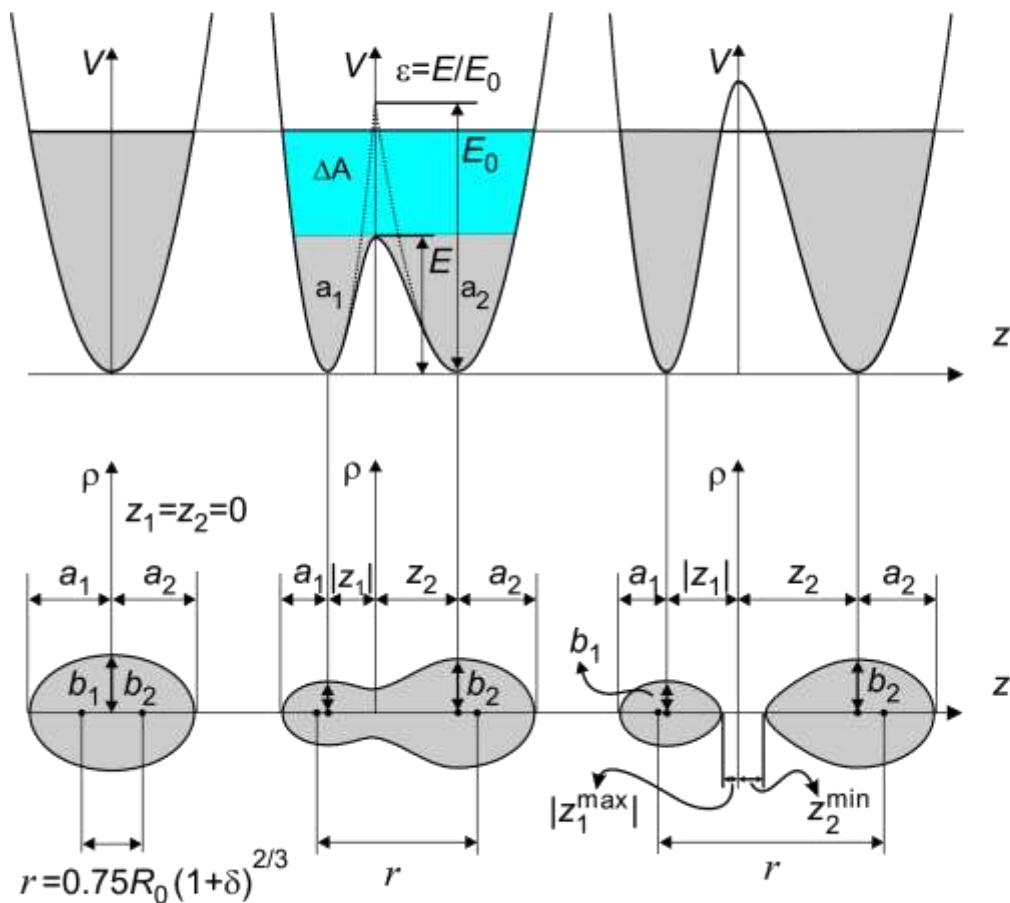 V
V
ε=E/E₀
V
ΔA
E₀
E
a₁
a₂
z
ρ
z₁=z₂=0
ρ
ρ
a₁
a₂
a₁
|z₁|
z₂
a₂
a₁
|z₁|
z₂
a₂
b₁
b₂
b₂
b₁
b₂
z
|z₁ᵐᵃˣ|
z₂ᵐⁱⁿ
r=0.75R₀(1+δ)²/³
r
r